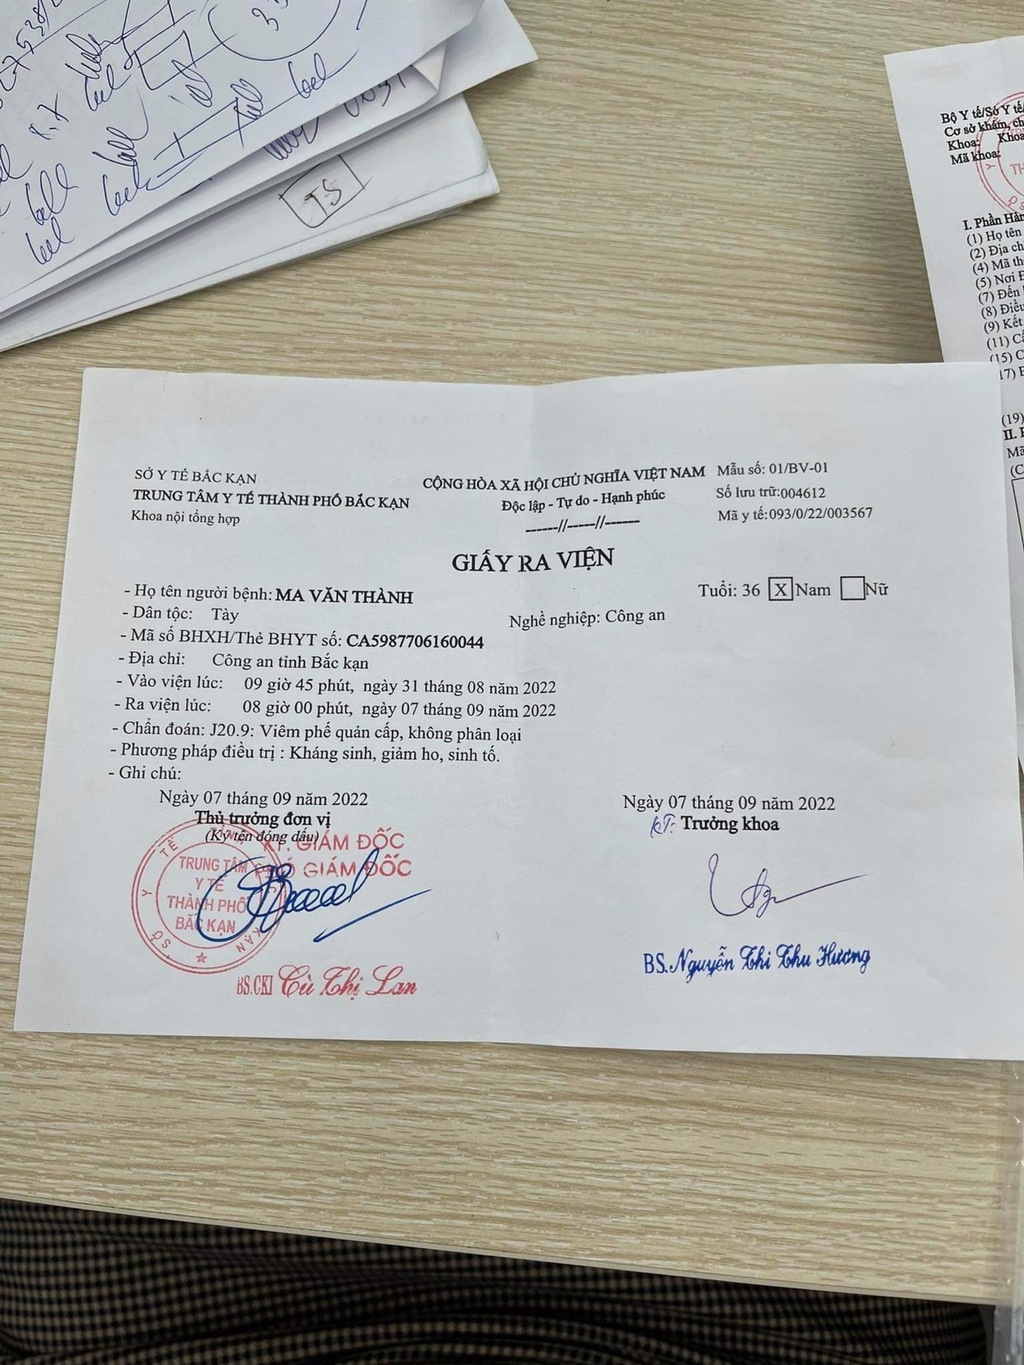 TS
Bộ Y tế/Sở Y tế/
Cơ sở khám, ch
Khoa: Khoa
Mã khoa:
I. Phần Hàn
(1) Họ tên
(2) Địa ch
(4) Mã th
(5) Nơi Đ
(7) Đến
(8) Điều
(9) Kết
(11) C
(15) C
17) E
(19)
II. P
SỞ Y TẾ BẮC KẠN
TRUNG TÂM Y TẾ THÀNH PHỐ BẮC KẠN
Khoa nội tổng hợp
CỘNG HÒA XÃ HỘI CHỦ NGHĨA VIỆT NAM
Độc lập - Tự do - Hạnh phúc
------//-----//------
Mẫu số: 01/BV-01
Số lưu trữ:004612
Mã y tế:093/0/22/003567
GIẤY RA VIỆN
- Họ tên người bệnh: MA VĂN THÀNH Tuổi: 36 X Nam Nữ
- Dân tộc: Tày Nghề nghiệp: Công an
- Mã số BHXH/Thẻ BHYT số: CA5987706160044
- Địa chỉ: Công an tỉnh Bắc kạn
- Vào viện lúc: 09 giờ 45 phút, ngày 31 tháng 08 năm 2022
- Ra viện lúc: 08 giờ 00 phút, ngày 07 tháng 09 năm 2022
- Chẩn đoán: J20.9: Viêm phế quản cấp, không phân loại
- Phương pháp điều trị : Kháng sinh, giảm ho, sinh tố.
- Ghi chú:
Ngày 07 tháng 09 năm 2022
Thủ trưởng đơn vị
(Ký tên đóng dấu)
KT. GIÁM ĐỐC
PHÓ GIÁM ĐỐC
SỞ Y TẾ
TRUNG TÂM
Y TẾ
THÀNH PHỐ
BẮC KẠN
BS.CKI Cù Thị Lan
Ngày 07 tháng 09 năm 2022
KT. Trưởng khoa
BS. Nguyễn Thị Thu Hương